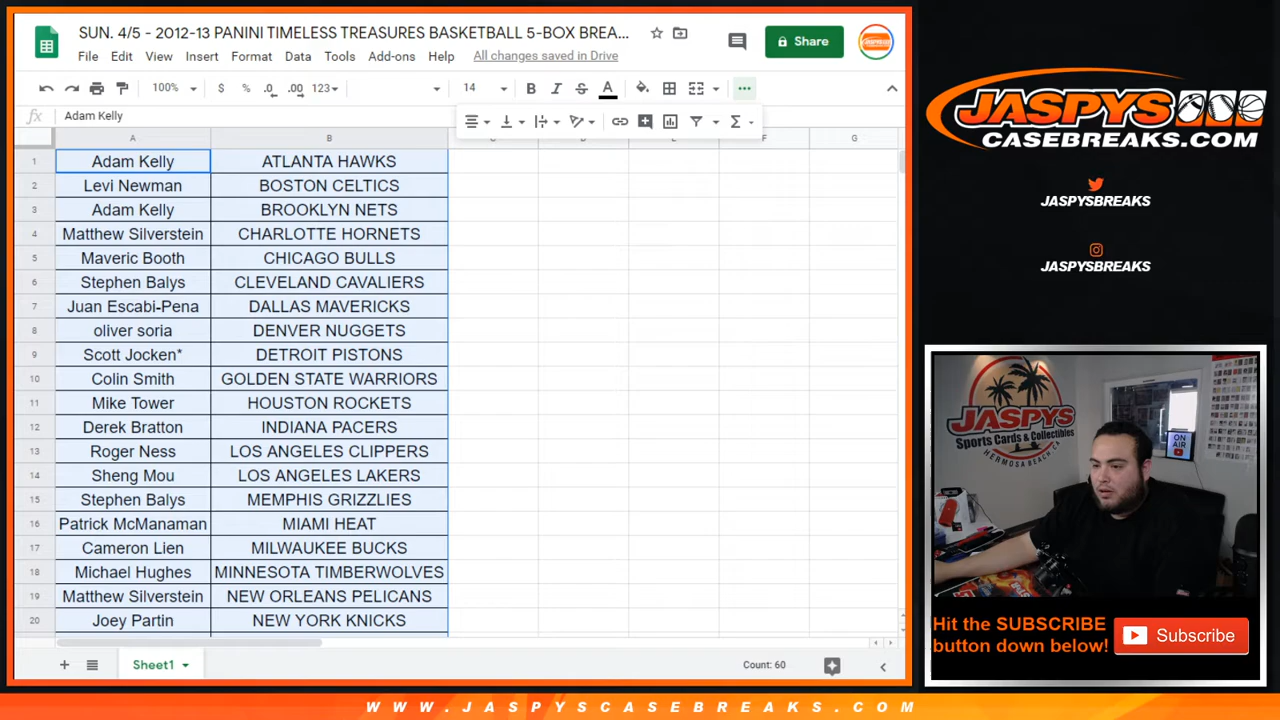 SUN. 4/5 - 2012-13 PANINI TIMELESS TREASURES BASKETBALL 5-BOX BREA...
File Edit View Insert Format Data Tools Add-ons Help All changes saved in Drive
Share
100% $ % .0 .00 123 14 B I S A
fx Adam Kelly
A B C D E F G
1 Adam Kelly ATLANTA HAWKS
2 Levi Newman BOSTON CELTICS
3 Adam Kelly BROOKLYN NETS
4 Matthew Silverstein CHARLOTTE HORNETS
5 Maveric Booth CHICAGO BULLS
6 Stephen Balys CLEVELAND CAVALIERS
7 Juan Escabi-Pena DALLAS MAVERICKS
8 oliver soria DENVER NUGGETS
9 Scott Jocken* DETROIT PISTONS
10 Colin Smith GOLDEN STATE WARRIORS
11 Mike Tower HOUSTON ROCKETS
12 Derek Bratton INDIANA PACERS
13 Roger Ness LOS ANGELES CLIPPERS
14 Sheng Mou LOS ANGELES LAKERS
15 Stephen Balys MEMPHIS GRIZZLIES
16 Patrick McManaman MIAMI HEAT
17 Cameron Lien MILWAUKEE BUCKS
18 Michael Hughes MINNESOTA TIMBERWOLVES
19 Matthew Silverstein NEW ORLEANS PELICANS
20 Joey Partin NEW YORK KNICKS
Sheet1 Count: 60
JASPYS
CASEBREAKS.COM
JASPYSBREAKS
JASPYSBREAKS
JASPYS
Sports Cards & Collectibles
HERMOSA BEACH CA
ON AIR
Hit the SUBSCRIBE
button down below!
Subscribe
WWW.JASPYSCASEBREAKS.COM